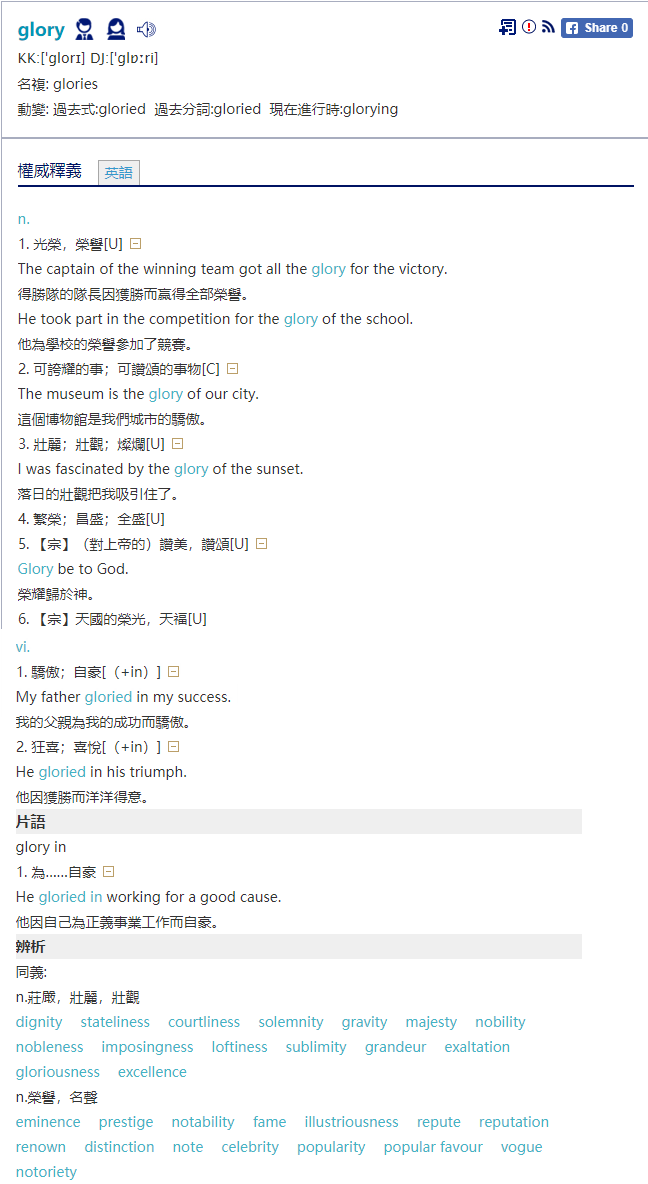 glory Share 0
KK:[ˈglorɪ] DJ:[ˈglɒːri]
名複: glories
動變: 過去式:gloried 過去分詞:gloried 現在進行時:glorying
權威釋義 英語
n.
1. 光榮，榮譽[U]
The captain of the winning team got all the glory for the victory.
得勝隊的隊長因獲勝而贏得全部榮譽。
He took part in the competition for the glory of the school.
他為學校的榮譽參加了競賽。
2. 可誇耀的事；可讚頌的事物[C]
The museum is the glory of our city.
這個博物館是我們城市的驕傲。
3. 壯麗；壯觀；燦爛[U]
I was fascinated by the glory of the sunset.
落日的壯觀把我吸引住了。
4. 繁榮；昌盛；全盛[U]
5. 【宗】（對上帝的）讚美，讚頌[U]
Glory be to God.
榮耀歸於神。
6. 【宗】天國的榮光，天福[U]
vi.
1. 驕傲；自豪[（+in）]
My father gloried in my success.
我的父親為我的成功而驕傲。
2. 狂喜；喜悅[（+in）]
He gloried in his triumph.
他因獲勝而洋洋得意。
片語
glory in
1. 為……自豪
He gloried in working for a good cause.
他因自己為正義事業工作而自豪。
辨析
同義:
n.莊嚴，壯麗，壯觀
dignity stateliness courtliness solemnity gravity majesty nobility
nobleness imposingness loftiness sublimity grandeur exaltation
gloriousness excellence
n.榮譽，名聲
eminence prestige notability fame illustriousness repute reputation
renown distinction note celebrity popularity popular favour vogue
notoriety